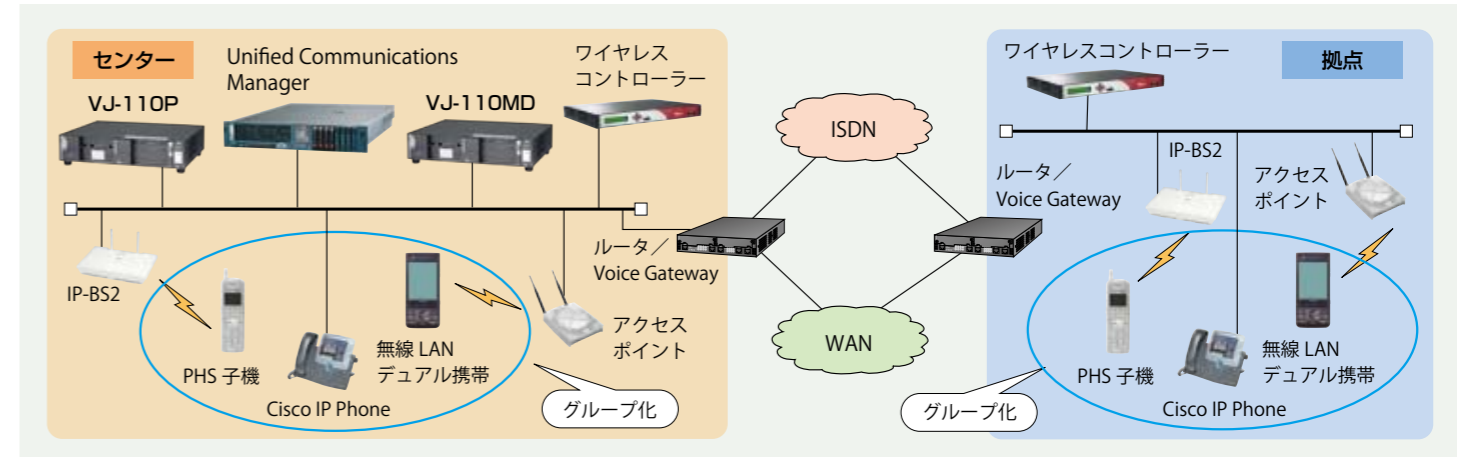 センター
Unified Communications
Manager
ワイヤレス
コントローラー
VJ-110P
VJ-110MD
IP-BS2
PHS 子機
Cisco IP Phone
無線 LAN
デュアル携帯
アクセス
ポイント
ルータ／
Voice Gateway
グループ化
ISDN
WAN
ワイヤレスコントローラー
拠点
ルータ／
Voice Gateway
IP-BS2
アクセス
ポイント
PHS 子機
Cisco IP Phone
無線 LAN
デュアル携帯
グループ化